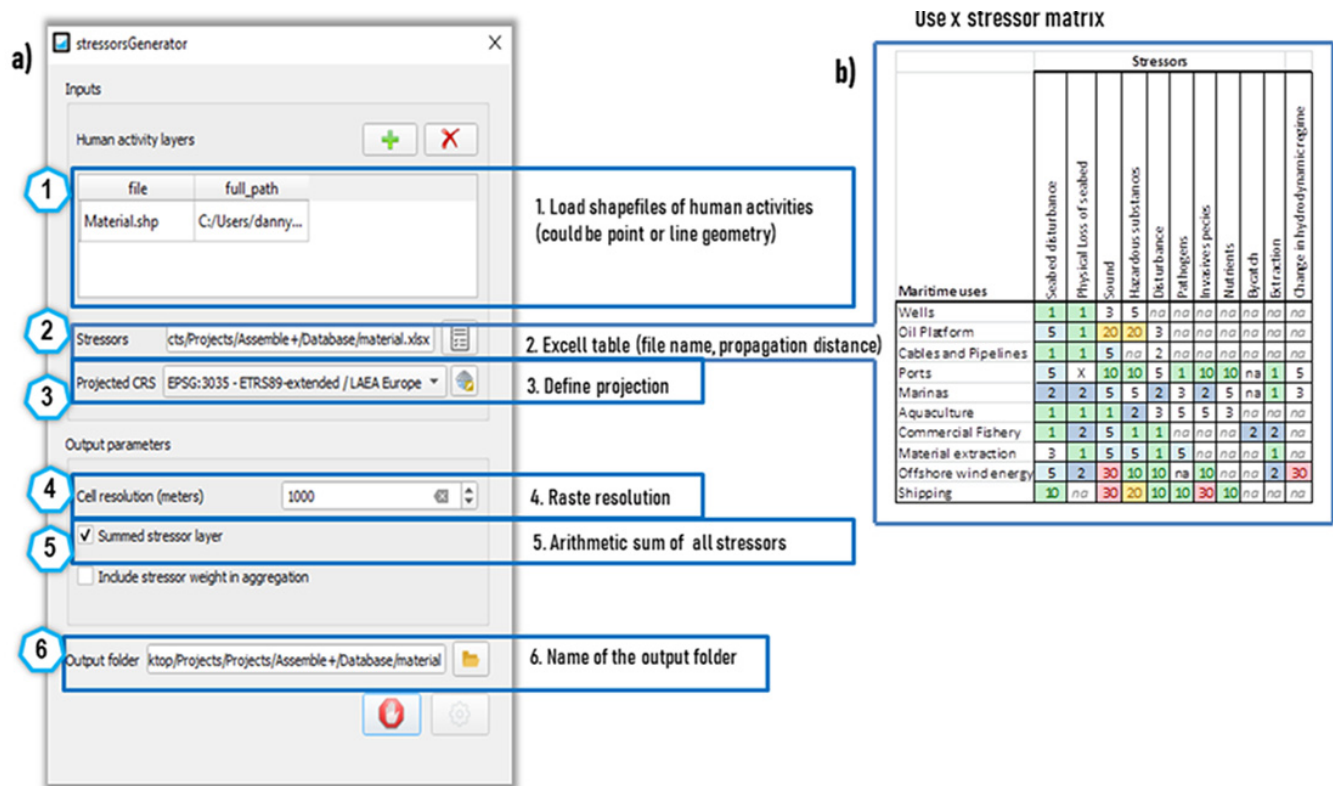 a)
stressorsGenerator
Inputs
Human activity layers
1
file full_path
Material.shp C:/Users/danny...
1. Load shapefiles of human activities
(could be point or line geometry)
2
Stressors cts/Projects/Assemble+/Database/material.xlsx
2. Excell table (file name, propagation distance)
3
Projected CRS EPSG:3035 - ETRS89-extended / LAEA Europe
3. Define projection
Output parameters
4
Cell resolution (meters) 1000
4. Raste resolution
5
Summed stressor layer
5. Arithmetic sum of all stressors
Include stressor weight in aggregation
6
Output folder ktop/Projects/Projects/Assemble+/Database/material
6. Name of the output folder
Use x stressor matrix
b)
Stressors
Maritime uses
Seabed disturbance
Physical Loss of seabed
Sound
Hazardous substances
Disturbance
Pathogens
Invasives pecies
Nutrients
Bycatch
Extraction
Change in hydrodynamic regime
Wells 1 1 3 5 na na na na na na na
Oil Platform 5 1 20 20 3 na na na na na na
Cables and Pipelines 1 1 5 na 2 na na na na na na
Ports 5 X 10 10 5 1 10 10 na 1 5
Marinas 2 2 5 5 2 3 2 5 na 1 3
Aquaculture 1 1 1 2 3 5 5 3 na na na
Commercial Fishery 1 2 5 1 1 na na na 2 2 na
Material extraction 3 1 5 5 1 5 na na na 1 na
Offshore wind energy 5 2 30 10 10 na 10 na na 2 30
Shipping 10 na 30 20 10 10 30 10 na na na